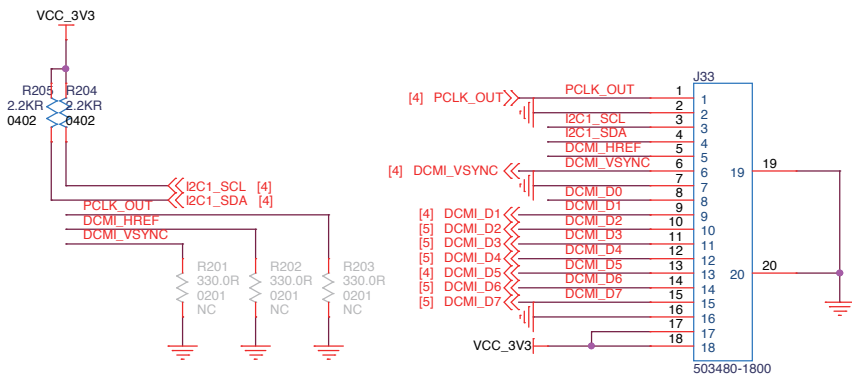 VCC_3V3
R205 R204
2.2KR 2.2KR
0402 0402
I2C1_SCL [4]
I2C1_SDA [4]
PCLK_OUT
DCMI_HREF
DCMI_VSYNC
R201 R202 R203
330.0R 330.0R 330.0R
0201 0201 0201
NC NC NC
J33
[4] PCLK_OUT PCLK_OUT 1 1
2 2
I2C1_SCL 3 3
I2C1_SDA 4 4
DCMI_HREF 5 5
[4] DCMI_VSYNC DCMI_VSYNC 6 6 19 19
7 7
DCMI_D0 8 8
[4] DCMI_D1 DCMI_D1 9 9
[5] DCMI_D2 DCMI_D2 10 10
[5] DCMI_D3 DCMI_D3 11 11
[5] DCMI_D4 DCMI_D4 12 12
[4] DCMI_D5 DCMI_D5 13 13 20 20
[5] DCMI_D6 DCMI_D6 14 14
[5] DCMI_D7 DCMI_D7 15 15
16 16
17 17
VCC_3V3 18 18
503480-1800